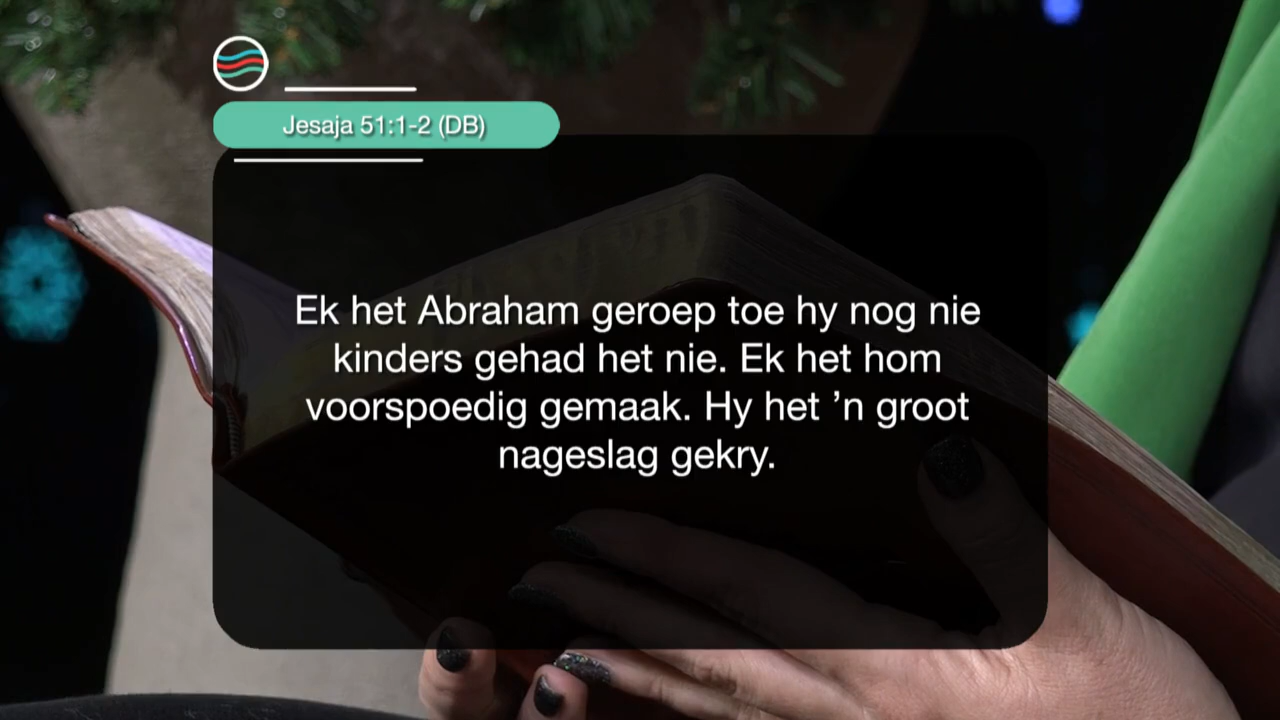 Jesaja 51:1-2 (DB)
Ek het Abraham geroep toe hy nog nie
kinders gehad het nie. Ek het hom
voorspoedig gemaak. Hy het ’n groot
nageslag gekry.